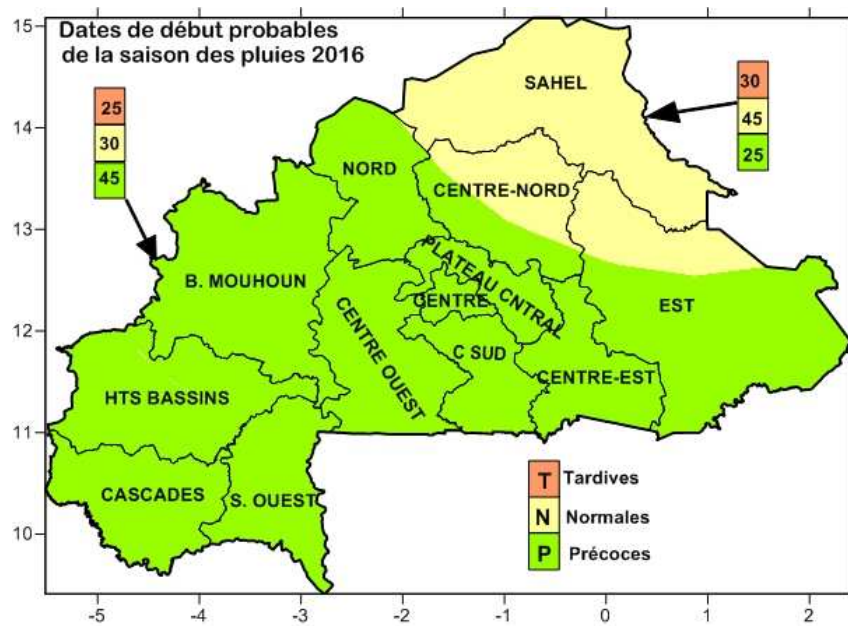 Dates de début probables
de la saison des pluies 2016
15
14
13
12
11
10
25
30
45
30
45
25
SAHEL
NORD
CENTRE-NORD
PLATEAU CNTRAL
B. MOUHOUN
CENTRE
EST
CENTRE OUEST
C SUD
CENTRE-EST
HTS BASSINS
CASCADES
S. OUEST
T Tardives
N Normales
P Précoces
-5 -4 -3 -2 -1 0 1 2